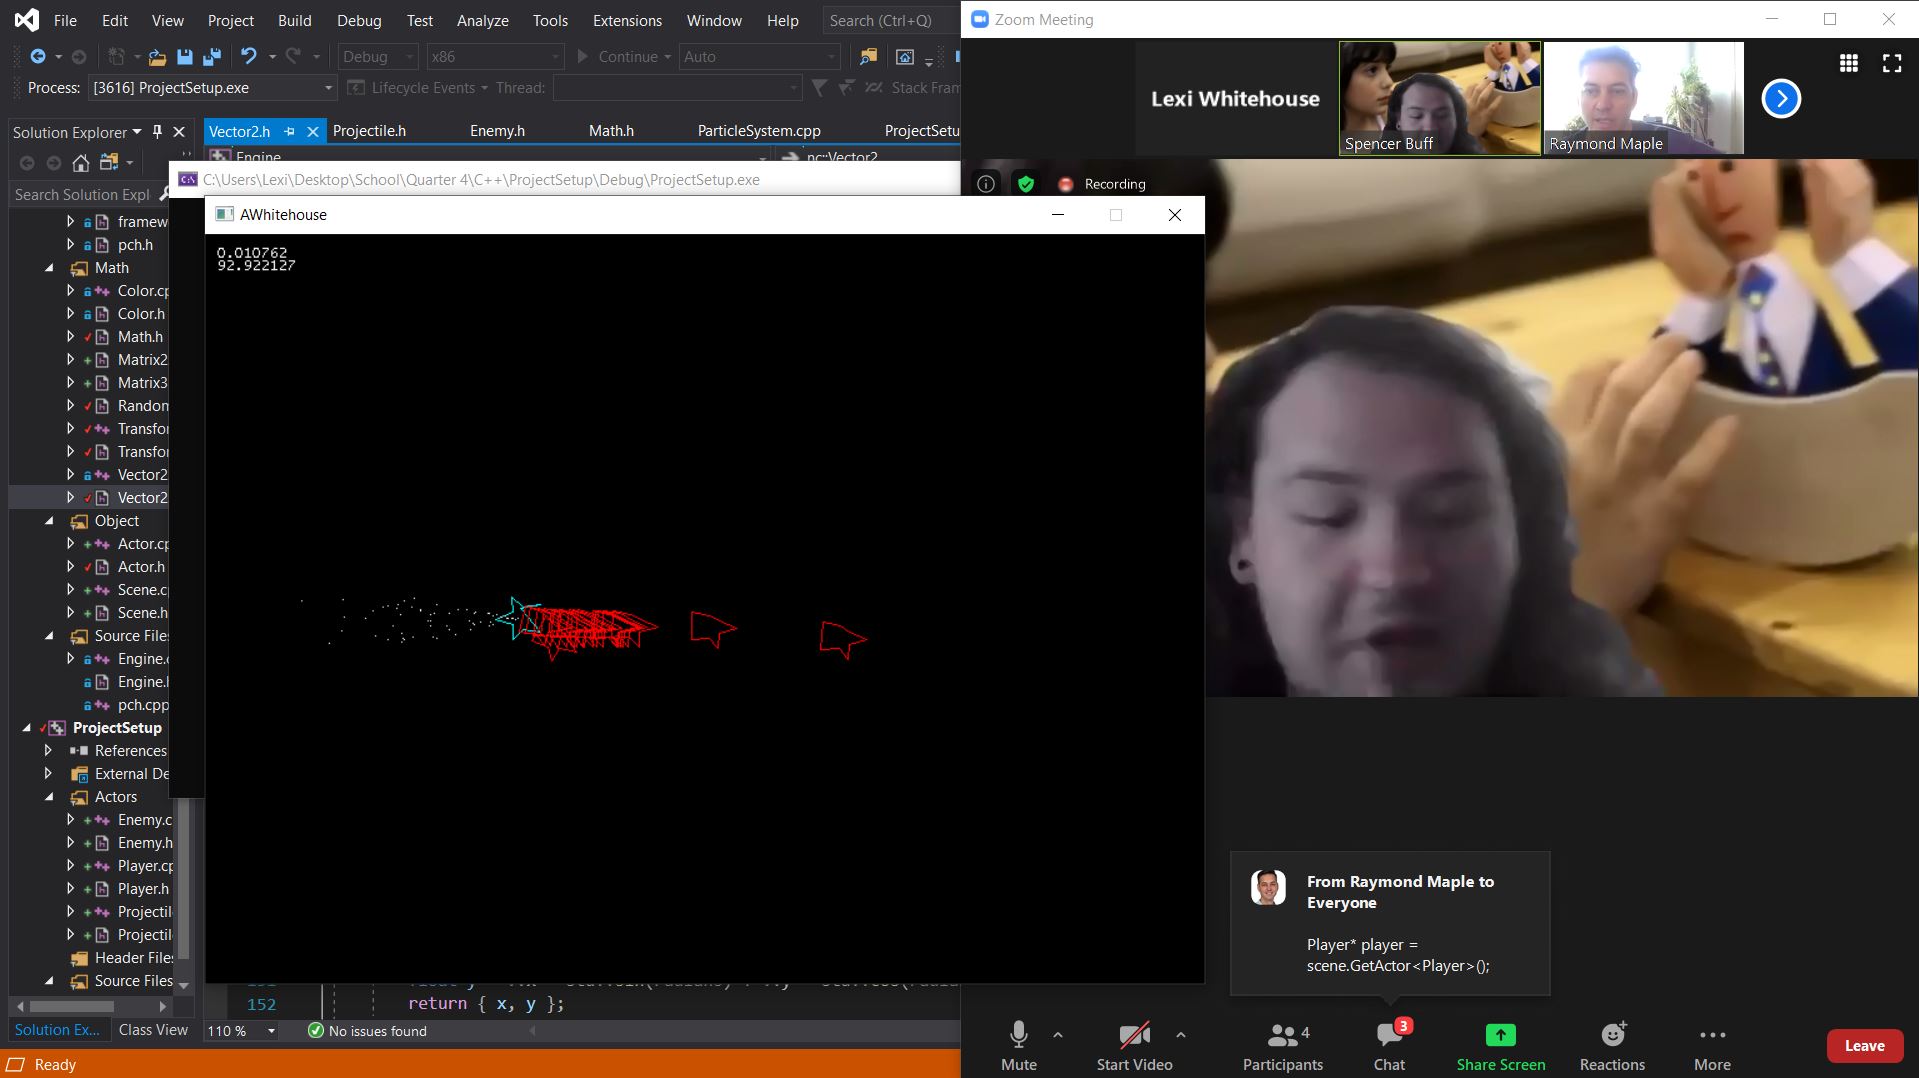 File Edit View Project Build Debug Test Analyze Tools Extensions Window Help Search (Ctrl+Q)
Debug x86 Continue Auto
Process: [3616] ProjectSetup.exe Lifecycle Events Thread: Stack Fram
Solution Explorer
Vector2.h Projectile.h Enemy.h Math.h ParticleSystem.cpp ProjectSetu
Engine nc::Vector2
Search Solution Expl
C:\Users\Lexi\Desktop\School\Quarter 4\C++\ProjectSetup\Debug\ProjectSetup.exe
AWhitehouse
0.010762
92.922127
framew
pch.h
Math
Color.cp
Color.h
Math.h
Matrix2
Matrix3
Random
Transfo
Transfo
Vector2
Vector2
Object
Actor.cp
Actor.h
Scene.c
Scene.h
Source Files
Engine.
Engine.h
pch.cpp
ProjectSetup
References
External De
Actors
Enemy.c
Enemy.h
Player.cp
Player.h
Projectil
Projectil
Header Files
Source Files
152 return { x, y };
Solution Ex... Class View
110 % No issues found
Ready
Zoom Meeting
Lexi Whitehouse
Spencer Buff
Raymond Maple
Recording
From Raymond Maple to
Everyone
Player* player =
scene.GetActor<Player>();
4
3
Mute Start Video Participants Chat Share Screen Reactions More Leave